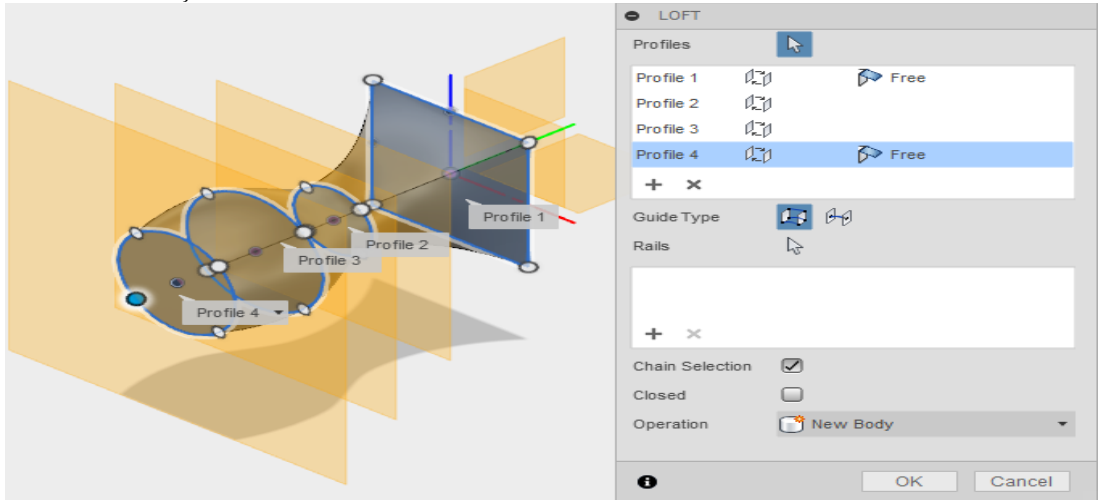 LOFT
Profiles
Profile 1 Free
Profile 2
Profile 3
Profile 4 Free
Guide Type
Rails
Chain Selection
Closed
Operation New Body
OK Cancel
Profile 1
Profile 2
Profile 3
Profile 4